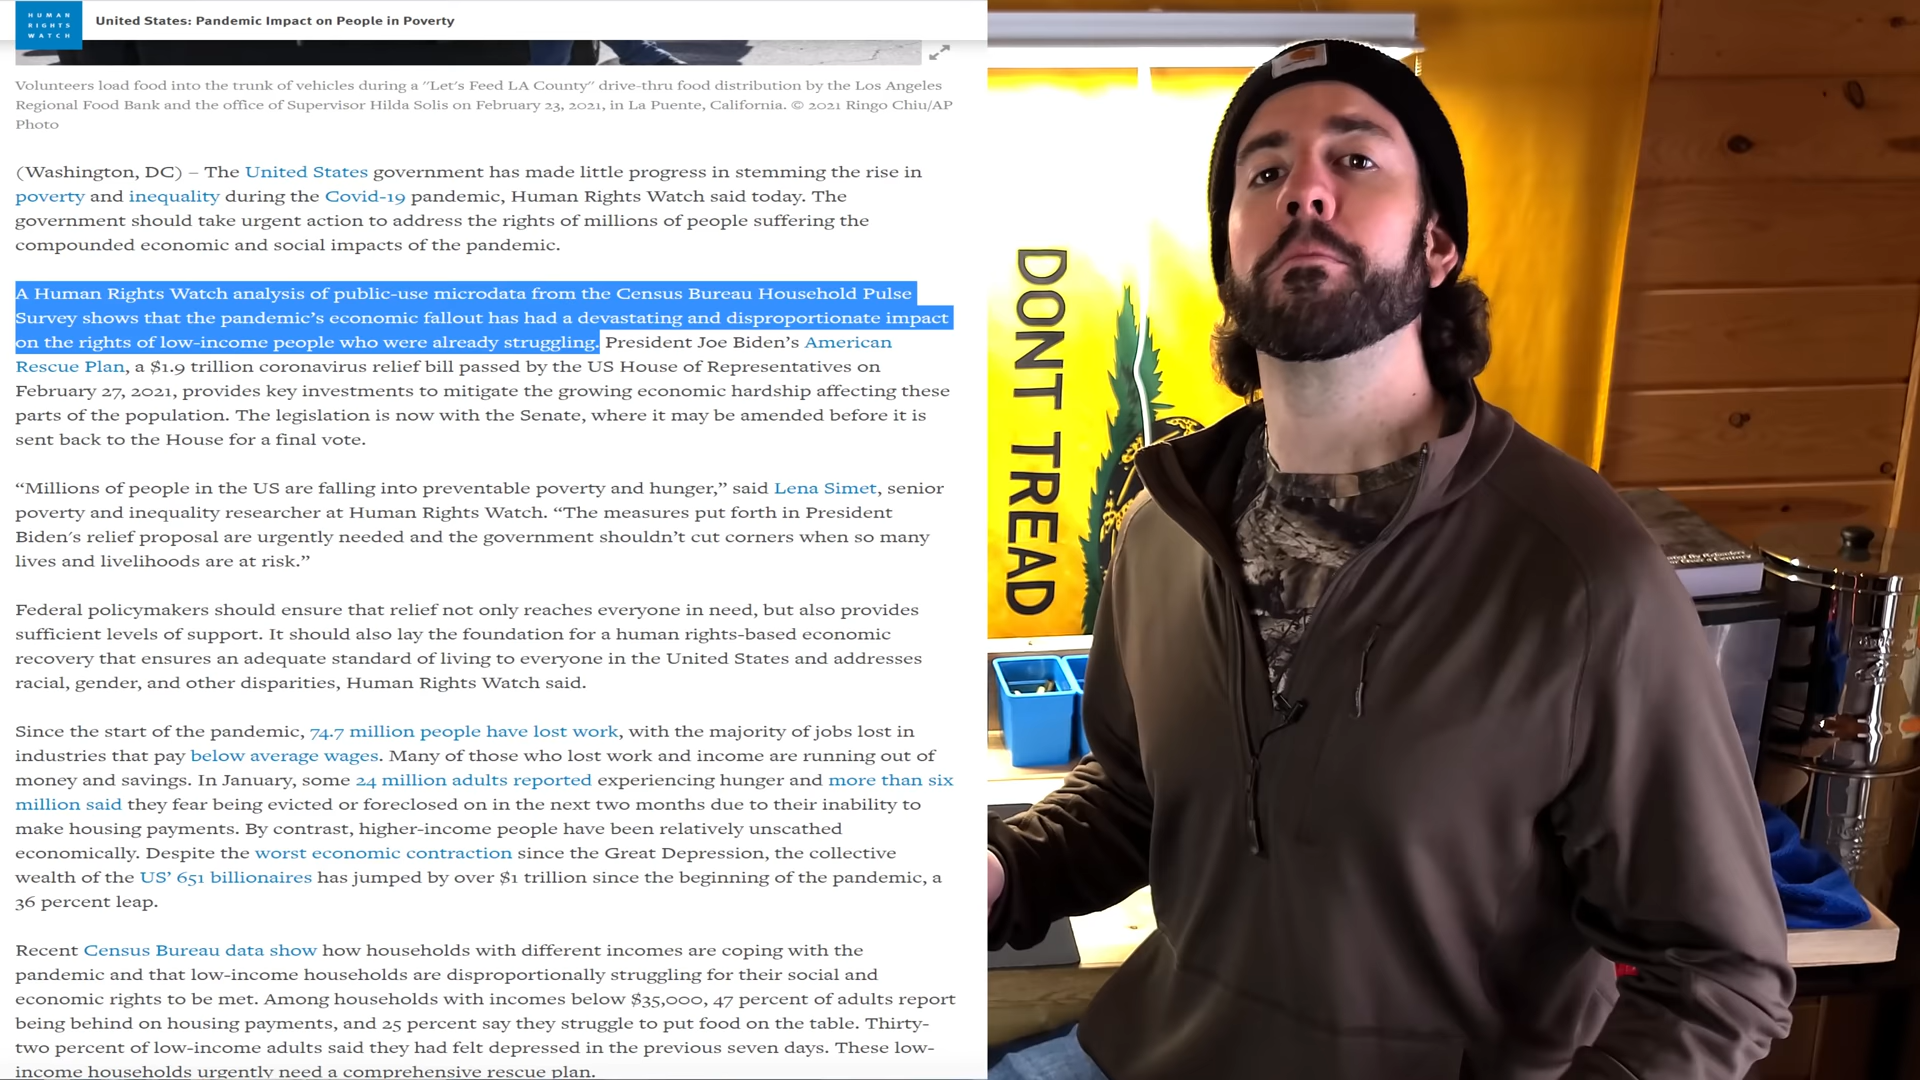 HUMAN
RIGHTS
WATCH
United States: Pandemic Impact on People in Poverty
Volunteers load food into the trunk of vehicles during a "Let's Feed LA County" drive-thru food distribution by the Los Angeles
Regional Food Bank and the office of Supervisor Hilda Solis on February 23, 2021, in La Puente, California. © 2021 Ringo Chiu/AP
Photo
(Washington, DC) – The United States government has made little progress in stemming the rise in
poverty and inequality during the Covid-19 pandemic, Human Rights Watch said today. The
government should take urgent action to address the rights of millions of people suffering the
compounded economic and social impacts of the pandemic.
A Human Rights Watch analysis of public-use microdata from the Census Bureau Household Pulse
Survey shows that the pandemic's economic fallout has had a devastating and disproportionate impact
on the rights of low-income people who were already struggling. President Joe Biden's American
Rescue Plan, a $1.9 trillion coronavirus relief bill passed by the US House of Representatives on
February 27, 2021, provides key investments to mitigate the growing economic hardship affecting these
parts of the population. The legislation is now with the Senate, where it may be amended before it is
sent back to the House for a final vote.
“Millions of people in the US are falling into preventable poverty and hunger,” said Lena Simet, senior
poverty and inequality researcher at Human Rights Watch. “The measures put forth in President
Biden's relief proposal are urgently needed and the government shouldn't cut corners when so many
lives and livelihoods are at risk.”
Federal policymakers should ensure that relief not only reaches everyone in need, but also provides
sufficient levels of support. It should also lay the foundation for a human rights-based economic
recovery that ensures an adequate standard of living to everyone in the United States and addresses
racial, gender, and other disparities, Human Rights Watch said.
Since the start of the pandemic, 74.7 million people have lost work, with the majority of jobs lost in
industries that pay below average wages. Many of those who lost work and income are running out of
money and savings. In January, some 24 million adults reported experiencing hunger and more than six
million said they fear being evicted or foreclosed on in the next two months due to their inability to
make housing payments. By contrast, higher-income people have been relatively unscathed
economically. Despite the worst economic contraction since the Great Depression, the collective
wealth of the US' 651 billionaires has jumped by over $1 trillion since the beginning of the pandemic, a
36 percent leap.
Recent Census Bureau data show how households with different incomes are coping with the
pandemic and that low-income households are disproportionally struggling for their social and
economic rights to be met. Among households with incomes below $35,000, 47 percent of adults report
being behind on housing payments, and 25 percent say they struggle to put food on the table. Thirty-
two percent of low-income adults said they had felt depressed in the previous seven days. These low-
income households urgently need a comprehensive rescue plan.
DONT TREAD